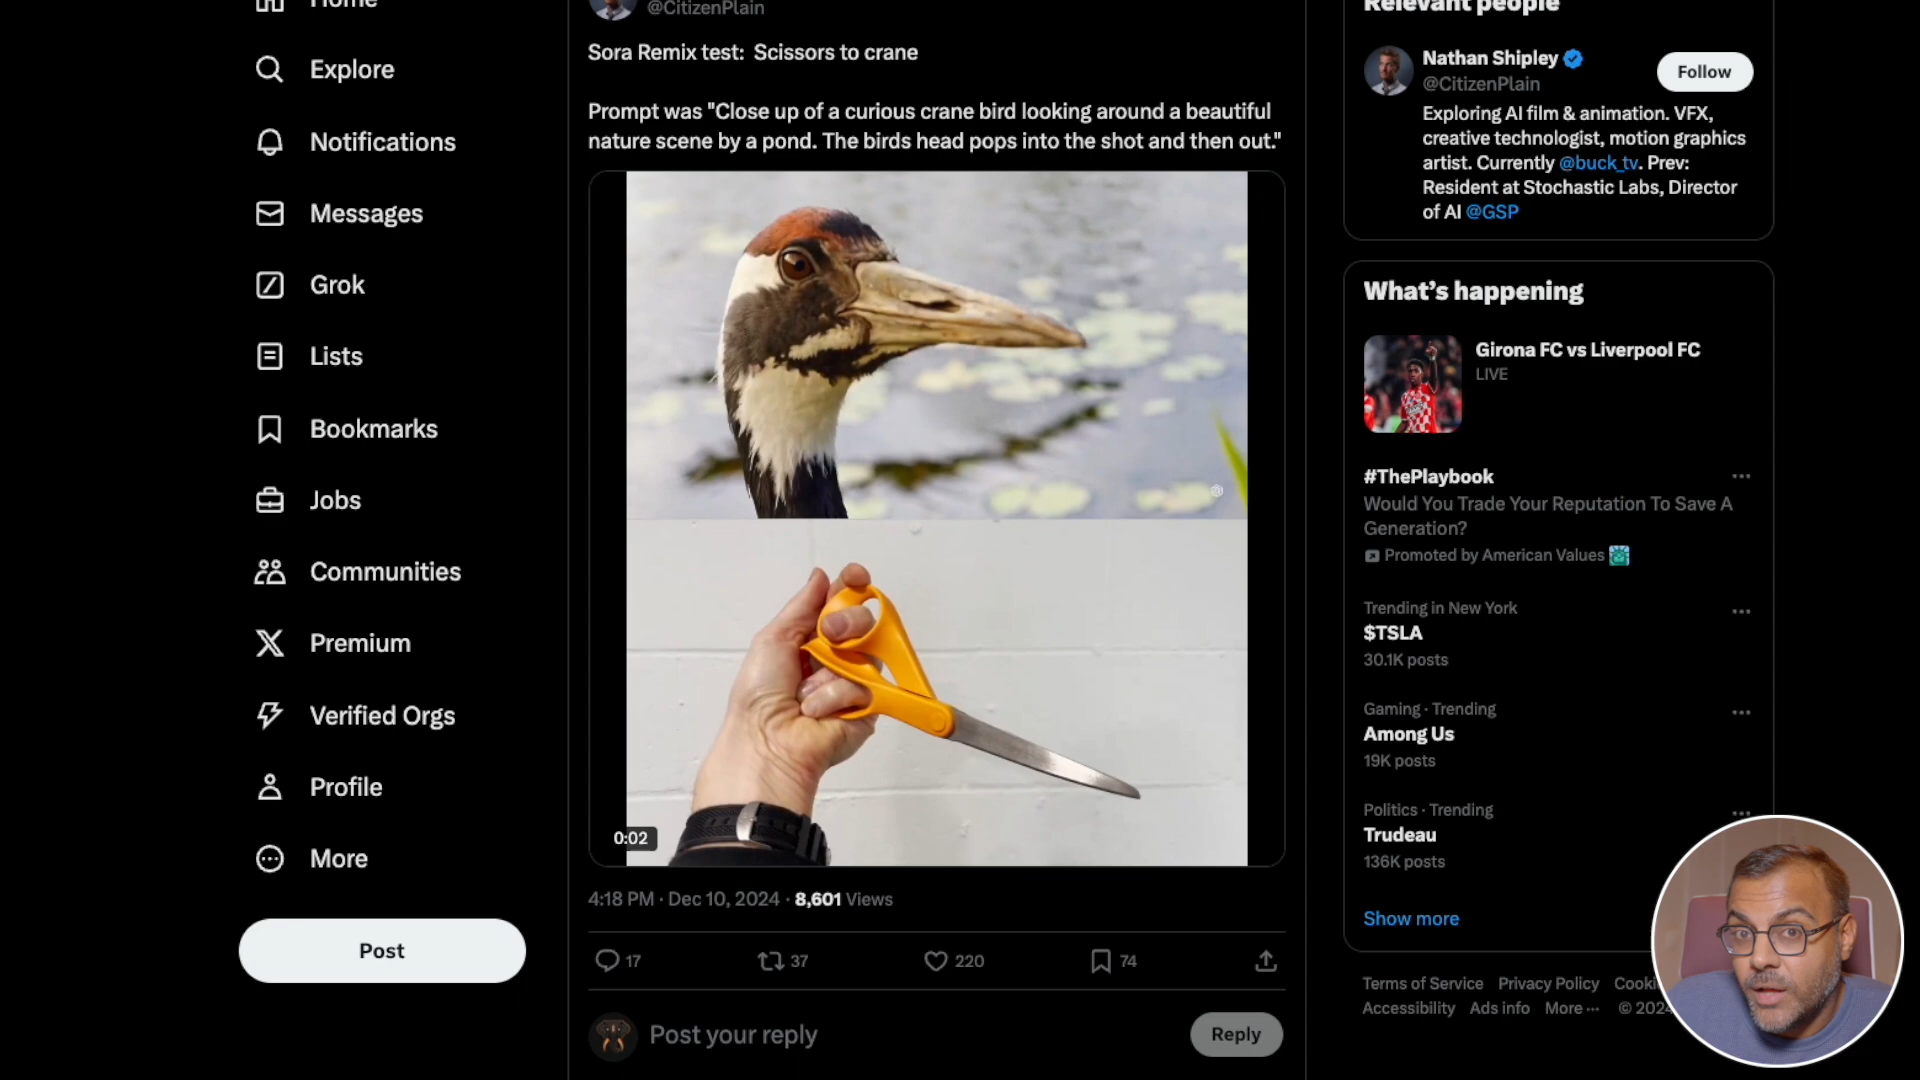 Home
Explore
Notifications
Messages
Grok
Lists
Bookmarks
Jobs
Communities
Premium
Verified Orgs
Profile
More
Post
@CitizenPlain
Sora Remix test:  Scissors to crane
Prompt was "Close up of a curious crane bird looking around a beautiful
nature scene by a pond. The birds head pops into the shot and then out."
0:02
4:18 PM · Dec 10, 2024 · 8,601 Views
17
37
220
74
Post your reply
Reply
Relevant people
Nathan Shipley
@CitizenPlain
Follow
Exploring AI film & animation. VFX,
creative technologist, motion graphics
artist. Currently @buck_tv. Prev:
Resident at Stochastic Labs, Director
of AI @GSP
What's happening
Girona FC vs Liverpool FC
LIVE
#ThePlaybook
Would You Trade Your Reputation To Save A
Generation?
Promoted by American Values
Trending in New York
$TSLA
30.1K posts
Gaming · Trending
Among Us
19K posts
Politics · Trending
Trudeau
136K posts
Show more
Terms of Service Privacy Policy
Accessibility Ads info More ··· © 2024